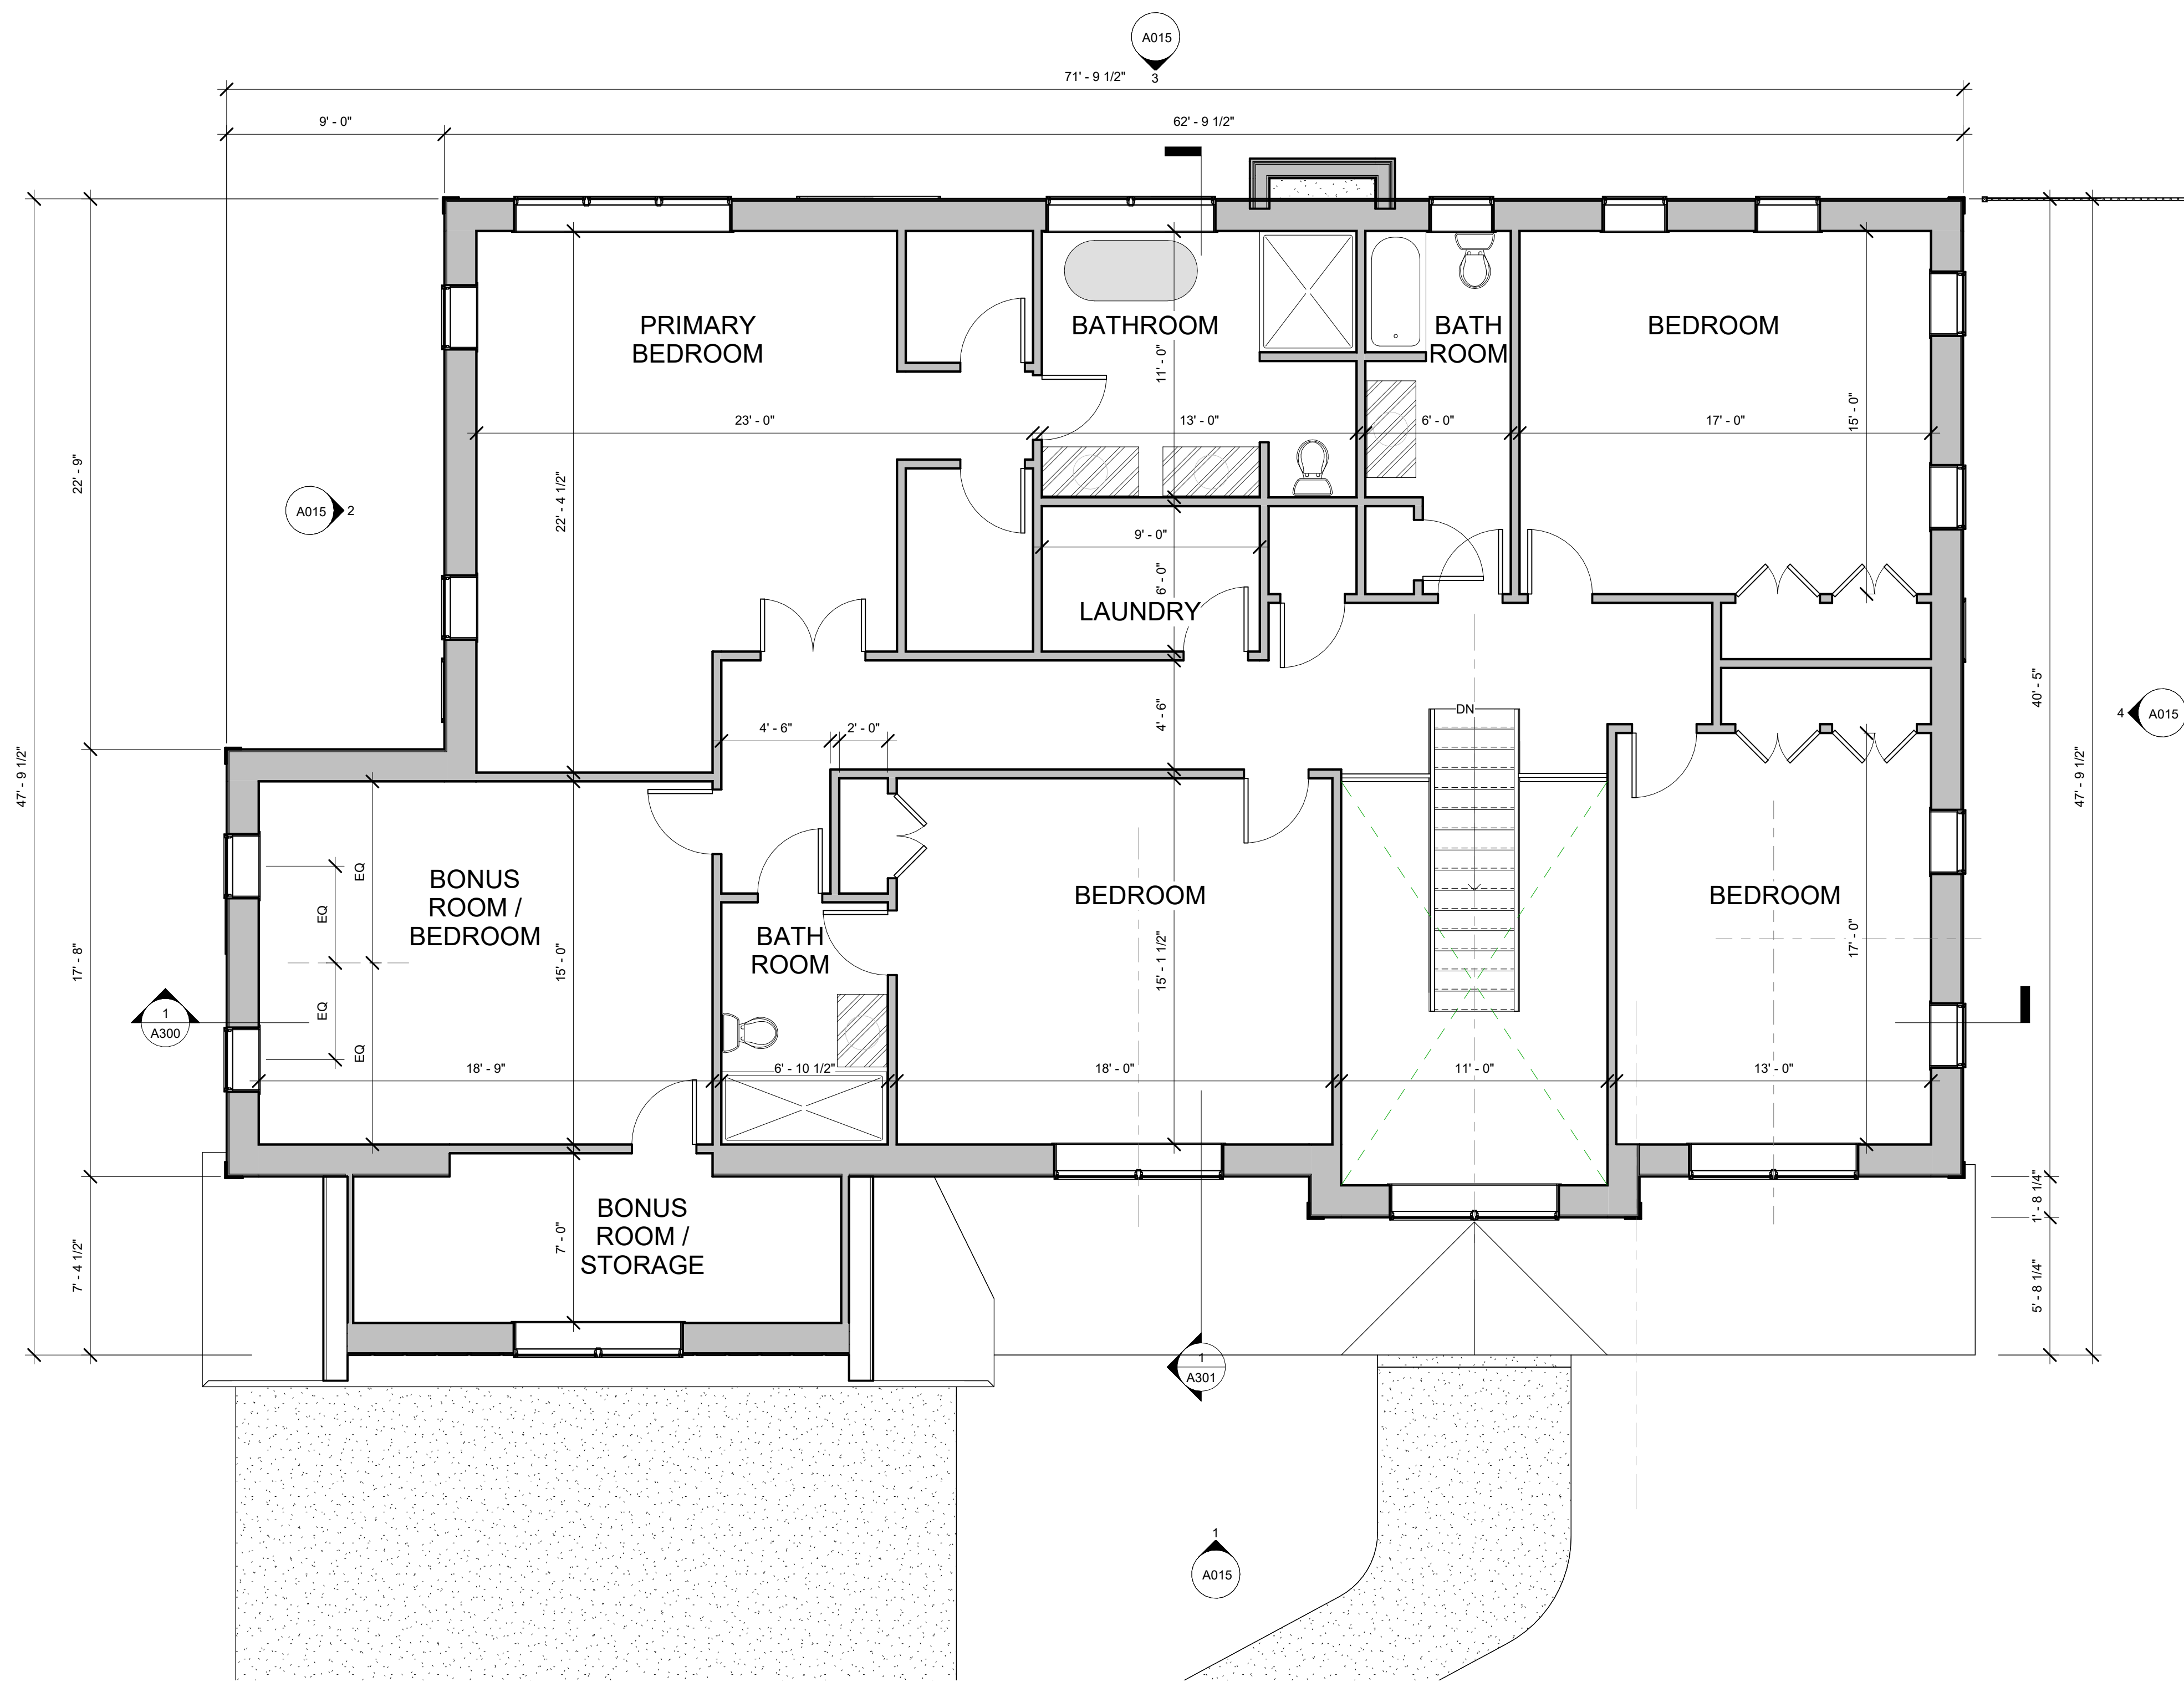 A015
3
71' - 9 1/2"
9' - 0"
62' - 9 1/2"
PRIMARY
BEDROOM
BATHROOM
BATH
ROOM
BEDROOM
11' - 0"
23' - 0"
13' - 0"
6' - 0"
17' - 0"
15' - 0"
22' - 9"
22' - 4 1/2"
A015
2
9' - 0"
6' - 0"
LAUNDRY
47' - 9 1/2"
40' - 5"
47' - 9 1/2"
4
A015
DN
4' - 6"
2' - 0"
4' - 6"
EQ
EQ
EQ
EQ
BONUS
ROOM /
BEDROOM
BATH
ROOM
BEDROOM
BEDROOM
17' - 8"
15' - 0"
15' - 1 1/2"
17' - 0"
1
A300
18' - 9"
6' - 10 1/2"
18' - 0"
11' - 0"
13' - 0"
BONUS
ROOM /
STORAGE
7' - 4 1/2"
7' - 0"
1' - 8 1/4"
5' - 8 1/4"
1
A301
1
A015